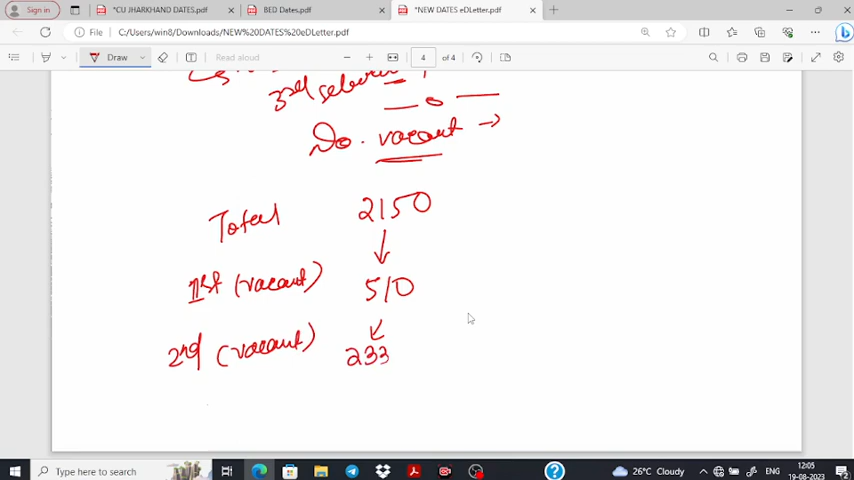 Sign in
*CU JHARKHAND DATES.pdf
BED Dates.pdf
*NEW DATES eDLetter.pdf
File
C:/Users/win8/Downloads/NEW%20DATES%20eDLetter.pdf
Draw
Read aloud
4
of 4
3rd
No. vacant →
Total 2150
1st (vacant) 510
2nd (vacant) 233
Type here to search
26°C Cloudy
ENG
12:05
19-08-2023
2